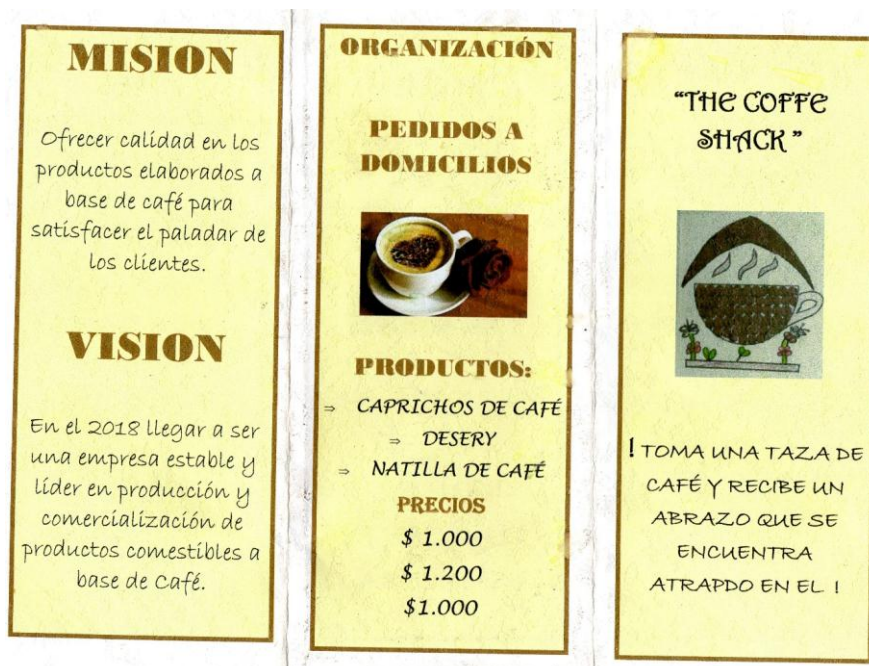 MISION
Ofrecer calidad en los
productos elaborados a
base de café para
satisfacer el paladar de
los clientes.
VISION
En el 2018 llegar a ser
una empresa estable y
líder en producción y
comercialización de
productos comestibles a
base de Café.
ORGANIZACIÓN
PEDIDOS A
DOMICILIOS
PRODUCTOS:
⇒ CAPRICHOS DE CAFÉ
⇒ DESERY
⇒ NATILLA DE CAFÉ
PRECIOS
$ 1.000
$ 1.200
$1.000
“THE COFFE
SHACK ”
! TOMA UNA TAZA DE
CAFÉ Y RECIBE UN
ABRAZO QUE SE
ENCUENTRA
ATRAPDO EN EL !